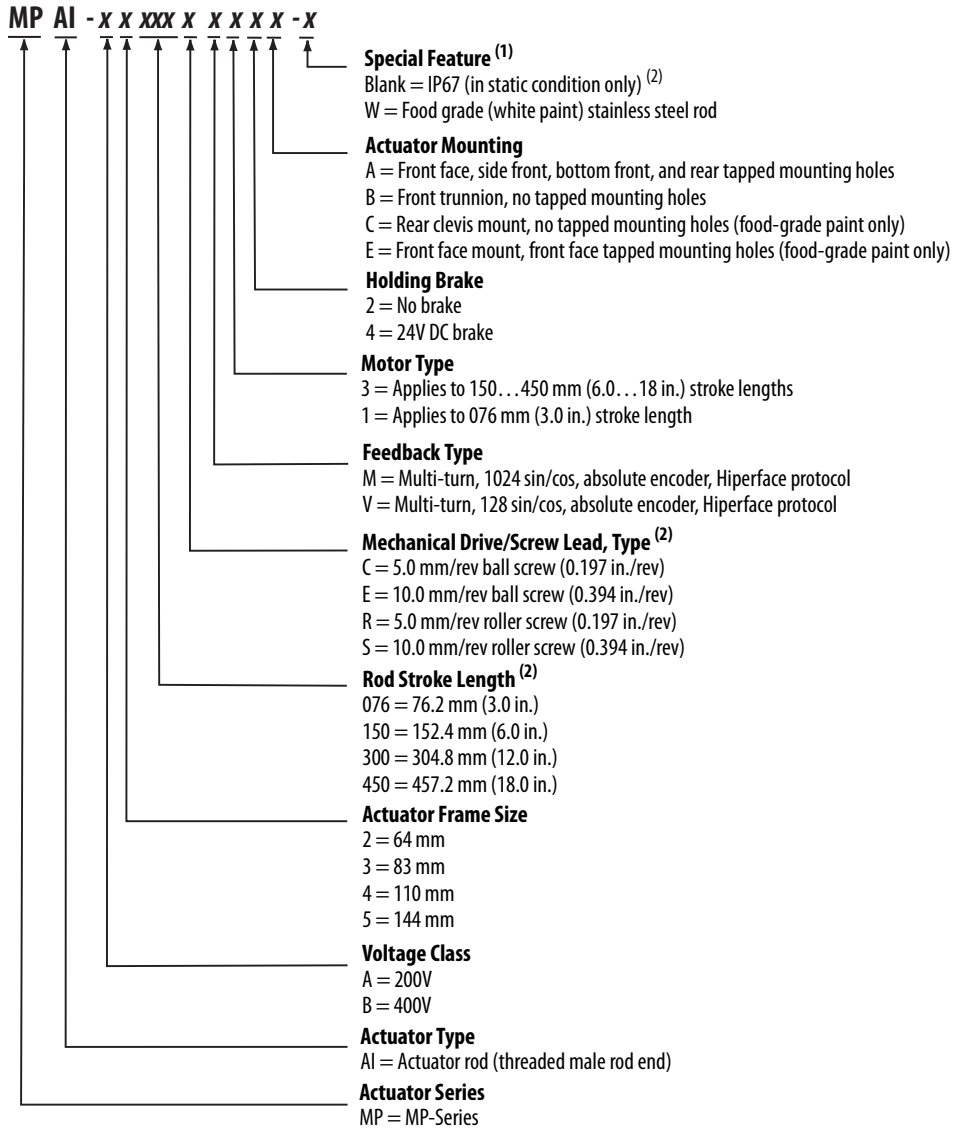 MP AI - x x xxx x x x x x - x
Special Feature (1)
Blank = IP67 (in static condition only) (2)
W = Food grade (white paint) stainless steel rod
Actuator Mounting
A = Front face, side front, bottom front, and rear tapped mounting holes
B = Front trunnion, no tapped mounting holes
C = Rear clevis mount, no tapped mounting holes (food-grade paint only)
E = Front face mount, front face tapped mounting holes (food-grade paint only)
Holding Brake
2 = No brake
4 = 24V DC brake
Motor Type
3 = Applies to 150...450 mm (6.0...18 in.) stroke lengths
1 = Applies to 076 mm (3.0 in.) stroke length
Feedback Type
M = Multi-turn, 1024 sin/cos, absolute encoder, Hiperface protocol
V = Multi-turn, 128 sin/cos, absolute encoder, Hiperface protocol
Mechanical Drive/Screw Lead, Type (2)
C = 5.0 mm/rev ball screw (0.197 in./rev)
E = 10.0 mm/rev ball screw (0.394 in./rev)
R = 5.0 mm/rev roller screw (0.197 in./rev)
S = 10.0 mm/rev roller screw (0.394 in./rev)
Rod Stroke Length (2)
076 = 76.2 mm (3.0 in.)
150 = 152.4 mm (6.0 in.)
300 = 304.8 mm (12.0 in.)
450 = 457.2 mm (18.0 in.)
Actuator Frame Size
2 = 64 mm
3 = 83 mm
4 = 110 mm
5 = 144 mm
Voltage Class
A = 200V
B = 400V
Actuator Type
AI = Actuator rod (threaded male rod end)
Actuator Series
MP = MP-Series